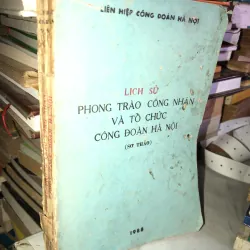 LIÊN HIỆP CÔNG ĐOÀN HÀ NỘI
LỊCH SỬ
PHONG TRÀO CÔNG NHÂN
VÀ TỔ CHỨC
CÔNG ĐOÀN HÀ NỘI
(SƠ THẢO)
1988